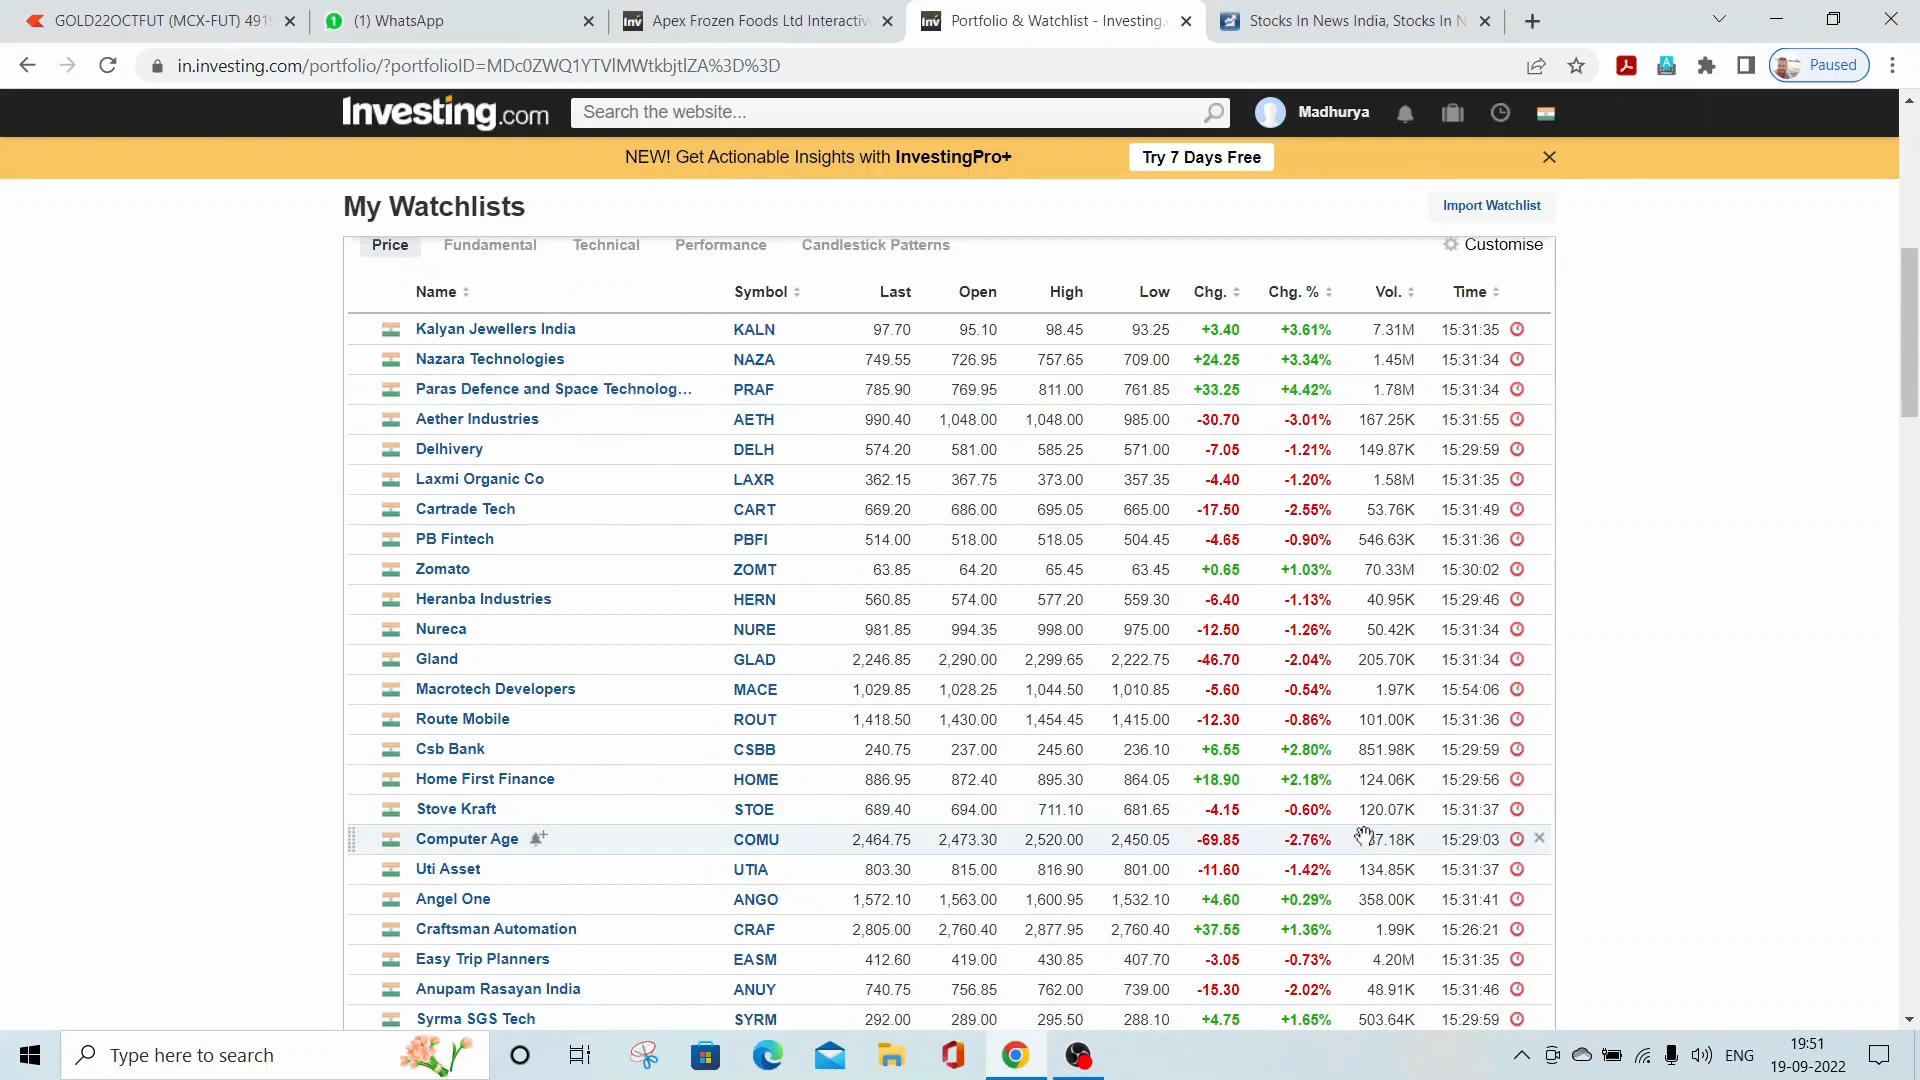 GOLD22OCTFUT (MCX-FUT) 491 (1) WhatsApp Apex Frozen Foods Ltd Interactiv Portfolio & Watchlist - Investing. Stocks In News India, Stocks In N
in.investing.com/portfolio/?portfolioID=MDc0ZWQ1YTVlMWtkbjtlZA%3D%3D Paused
Investing.com Search the website... Madhurya
NEW! Get Actionable Insights with InvestingPro+ Try 7 Days Free
My Watchlists Import Watchlist
Price Fundamental Technical Performance Candlestick Patterns Customise
Name Symbol Last Open High Low Chg. Chg. % Vol. Time
Kalyan Jewellers India KALN 97.70 95.10 98.45 93.25 +3.40 +3.61% 7.31M 15:31:35
Nazara Technologies NAZA 749.55 726.95 757.65 709.00 +24.25 +3.34% 1.45M 15:31:34
Paras Defence and Space Technolog... PRAF 785.90 769.95 811.00 761.85 +33.25 +4.42% 1.78M 15:31:34
Aether Industries AETH 990.40 1,048.00 1,048.00 985.00 -30.70 -3.01% 167.25K 15:31:55
Delhivery DELH 574.20 581.00 585.25 571.00 -7.05 -1.21% 149.87K 15:29:59
Laxmi Organic Co LAXR 362.15 367.75 373.00 357.35 -4.40 -1.20% 1.58M 15:31:35
Cartrade Tech CART 669.20 686.00 695.05 665.00 -17.50 -2.55% 53.76K 15:31:49
PB Fintech PBFI 514.00 518.00 518.05 504.45 -4.65 -0.90% 546.63K 15:31:36
Zomato ZOMT 63.85 64.20 65.45 63.45 +0.65 +1.03% 70.33M 15:30:02
Heranba Industries HERN 560.85 574.00 577.20 559.30 -6.40 -1.13% 40.95K 15:29:46
Nureca NURE 981.85 994.35 998.00 975.00 -12.50 -1.26% 50.42K 15:31:34
Gland GLAD 2,246.85 2,290.00 2,299.65 2,222.75 -46.70 -2.04% 205.70K 15:31:34
Macrotech Developers MACE 1,029.85 1,028.25 1,044.50 1,010.85 -5.60 -0.54% 1.97K 15:54:06
Route Mobile ROUT 1,418.50 1,430.00 1,454.45 1,415.00 -12.30 -0.86% 101.00K 15:31:36
Csb Bank CSBB 240.75 237.00 245.60 236.10 +6.55 +2.80% 851.98K 15:29:59
Home First Finance HOME 886.95 872.40 895.30 864.05 +18.90 +2.18% 124.06K 15:29:56
Stove Kraft STOE 689.40 694.00 711.10 681.65 -4.15 -0.60% 120.07K 15:31:37
Computer Age COMU 2,464.75 2,473.30 2,520.00 2,450.05 -69.85 -2.76% 15:29:03
Uti Asset UTIA 803.30 815.00 816.90 801.00 -11.60 -1.42% 134.85K 15:31:37
Angel One ANGO 1,572.10 1,563.00 1,600.95 1,532.10 +4.60 +0.29% 358.00K 15:31:41
Craftsman Automation CRAF 2,805.00 2,760.40 2,877.95 2,760.40 +37.55 +1.36% 1.99K 15:26:21
Easy Trip Planners EASM 412.60 419.00 430.85 407.70 -3.05 -0.73% 4.20M 15:31:35
Anupam Rasayan India ANUY 740.75 756.85 762.00 739.00 -15.30 -2.02% 48.91K 15:31:46
Syrma SGS Tech SYRM 292.00 289.00 295.50 288.10 +4.75 +1.65% 503.64K 15:29:59
Type here to search ENG 19:51
19-09-2022